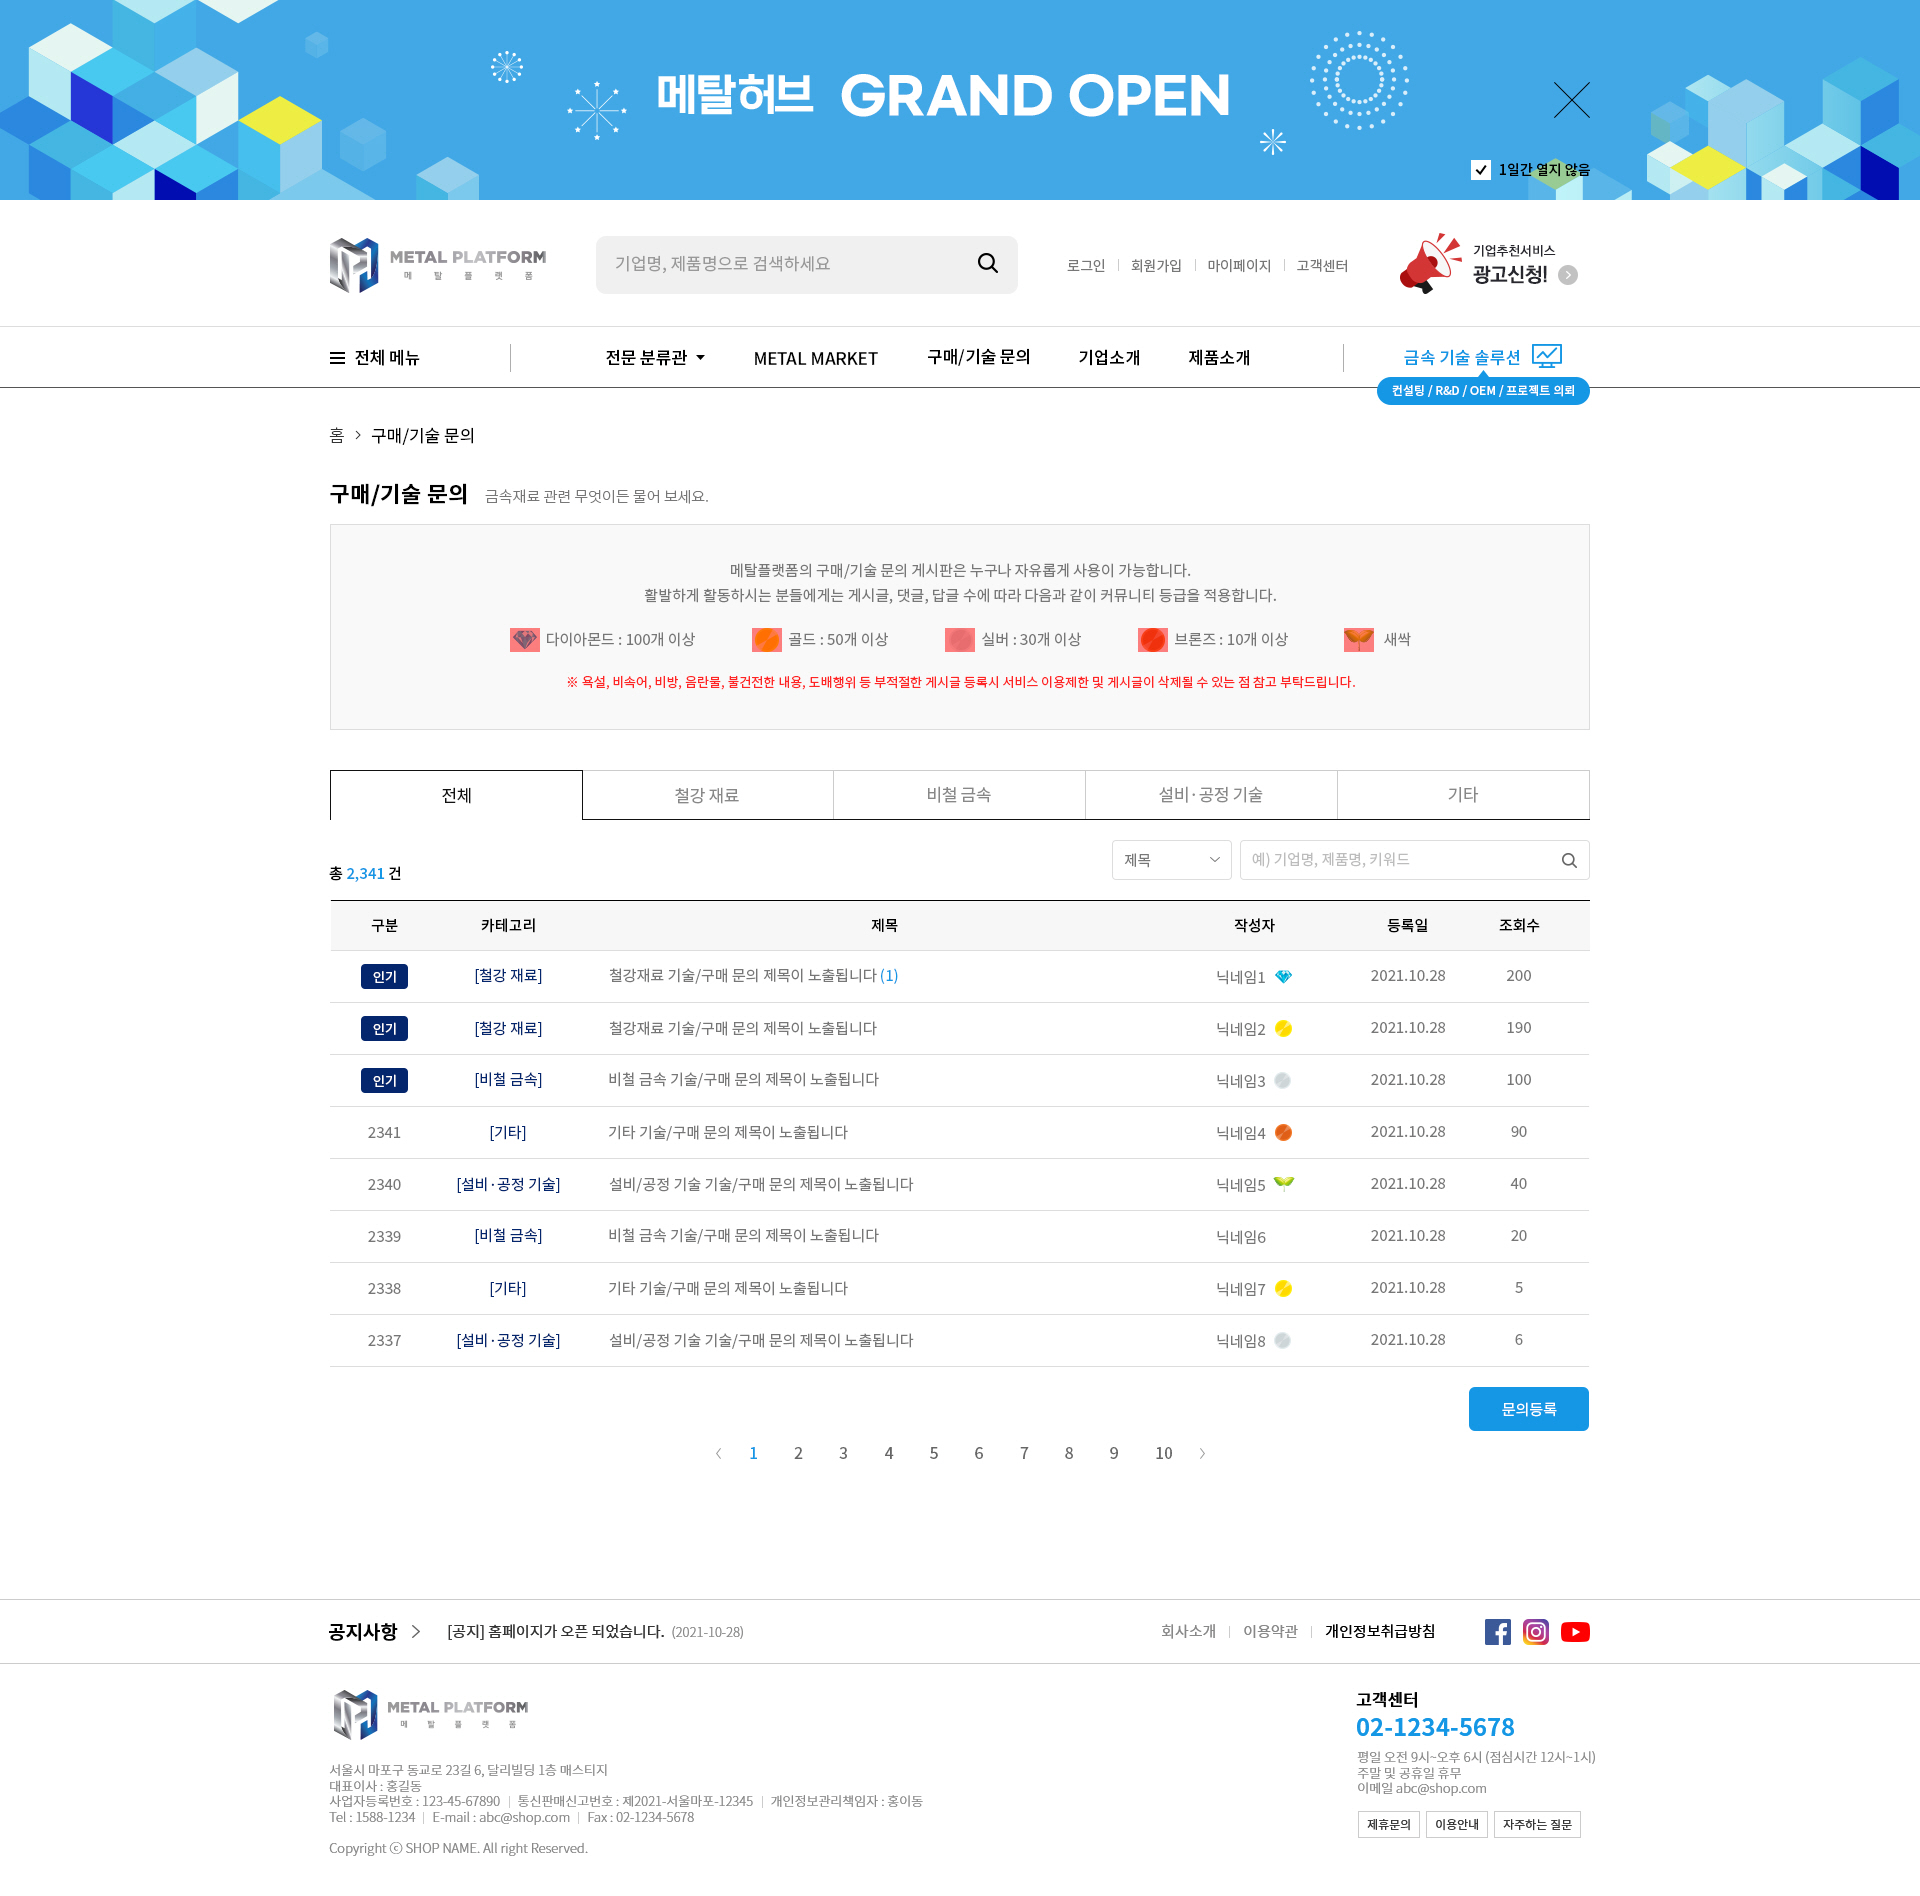 메탈허브 GRAND OPEN
1일간 열지 않음
METAL PLATFORM
메 탈 플 랫 폼
기업명, 제품명으로 검색하세요
로그인 회원가입 마이페이지 고객센터
기업추천서비스
광고신청!
전체 메뉴
전문 분류관 METAL MARKET 구매/기술 문의 기업소개 제품소개
금속 기술 솔루션
컨설팅 / R&D / OEM / 프로젝트 의뢰
홈 > 구매/기술 문의
구매/기술 문의 금속재료 관련 무엇이든 물어 보세요.
메탈플랫폼의 구매/기술 문의 게시판은 누구나 자유롭게 사용이 가능합니다.
활발하게 활동하시는 분들에게는 게시글, 댓글, 답글 수에 따라 다음과 같이 커뮤니티 등급을 적용합니다.
다이아몬드 : 100개 이상 골드 : 50개 이상 실버 : 30개 이상 브론즈 : 10개 이상 새싹
※ 욕설, 비속어, 비방, 음란물, 불건전한 내용, 도배행위 등 부적절한 게시글 등록시 서비스 이용제한 및 게시글이 삭제될 수 있는 점 참고 부탁드립니다.
전체 철강 재료 비철 금속 설비·공정 기술 기타
총 2,341 건
제목
예) 기업명, 제품명, 키워드
구분 카테고리 제목 작성자 등록일 조회수
인기 [철강 재료] 철강재료 기술/구매 문의 제목이 노출됩니다 (1) 닉네임1 2021.10.28 200
인기 [철강 재료] 철강재료 기술/구매 문의 제목이 노출됩니다 닉네임2 2021.10.28 190
인기 [비철 금속] 비철 금속 기술/구매 문의 제목이 노출됩니다 닉네임3 2021.10.28 100
2341 [기타] 기타 기술/구매 문의 제목이 노출됩니다 닉네임4 2021.10.28 90
2340 [설비·공정 기술] 설비/공정 기술 기술/구매 문의 제목이 노출됩니다 닉네임5 2021.10.28 40
2339 [비철 금속] 비철 금속 기술/구매 문의 제목이 노출됩니다 닉네임6 2021.10.28 20
2338 [기타] 기타 기술/구매 문의 제목이 노출됩니다 닉네임7 2021.10.28 5
2337 [설비·공정 기술] 설비/공정 기술 기술/구매 문의 제목이 노출됩니다 닉네임8 2021.10.28 6
문의등록
1 2 3 4 5 6 7 8 9 10
공지사항 [공지] 홈페이지가 오픈 되었습니다. (2021-10-28)
회사소개 이용약관 개인정보취급방침
METAL PLATFORM
메 탈 플 랫 폼
서울시 마포구 동교로 23길 6, 달리빌딩 1층 매스티지
대표이사 : 홍길동
사업자등록번호 : 123-45-67890 통신판매신고번호 : 제2021-서울마포-12345 개인정보관리책임자 : 홍이동
Tel : 1588-1234 E-mail : abc@shop.com Fax : 02-1234-5678
Copyright ⓒ SHOP NAME. All right Reserved.
고객센터
02-1234-5678
평일 오전 9시~오후 6시 (점심시간 12시~1시)
주말 및 공휴일 휴무
이메일 abc@shop.com
제휴문의 이용안내 자주하는 질문